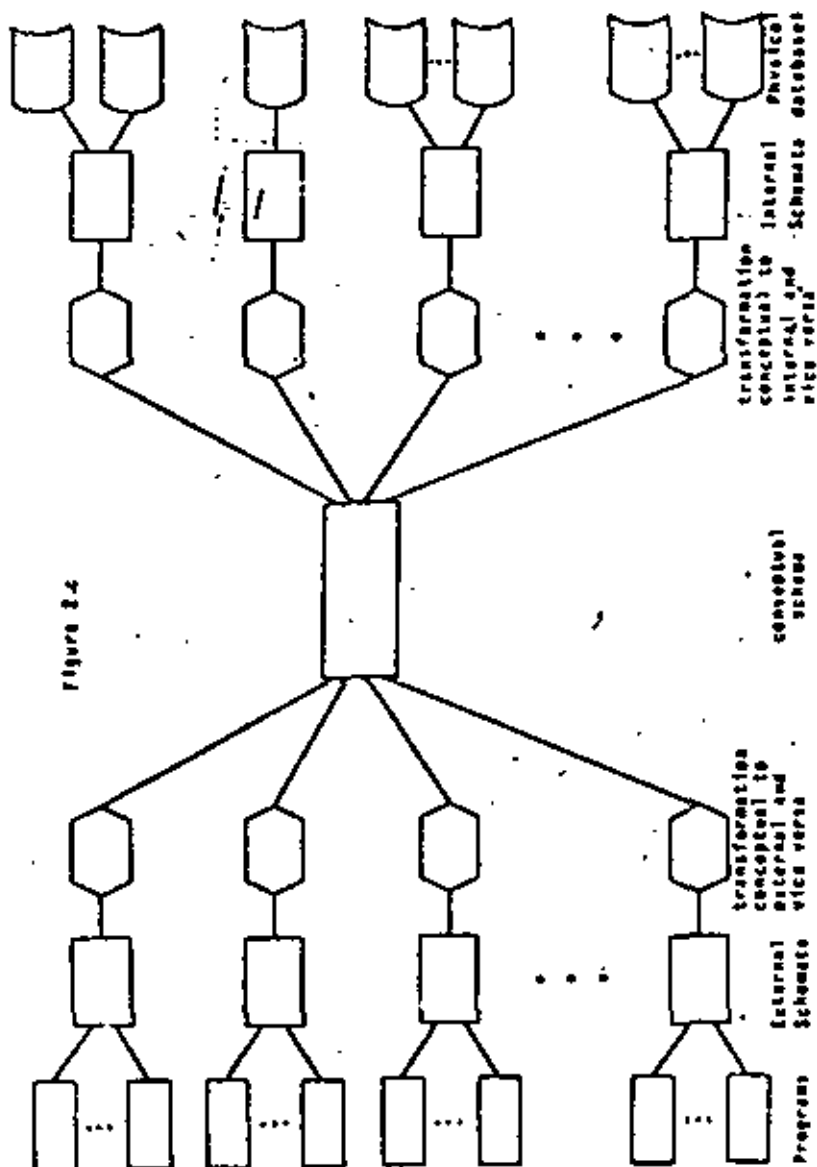 Figure 2.4
Programs
External
Schemata
transformation
conceptual to
external and
vice versa
conceptual
schema
transformation
conceptual to
internal and
vice versa
Internal
Schemata
Physical
databases